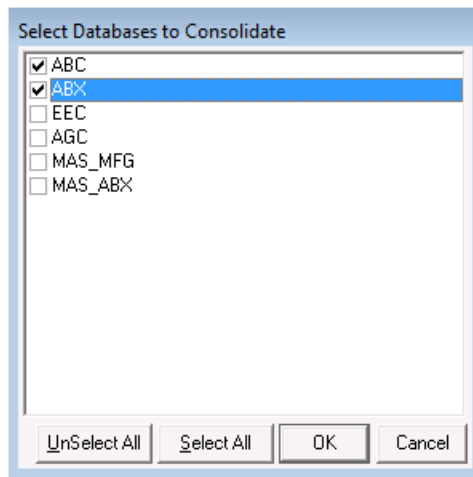 Select Databases to Consolidate
ABC
ABX
EEC
AGC
MAS_MFG
MAS_ABX
UnSelect All Select All OK Cancel